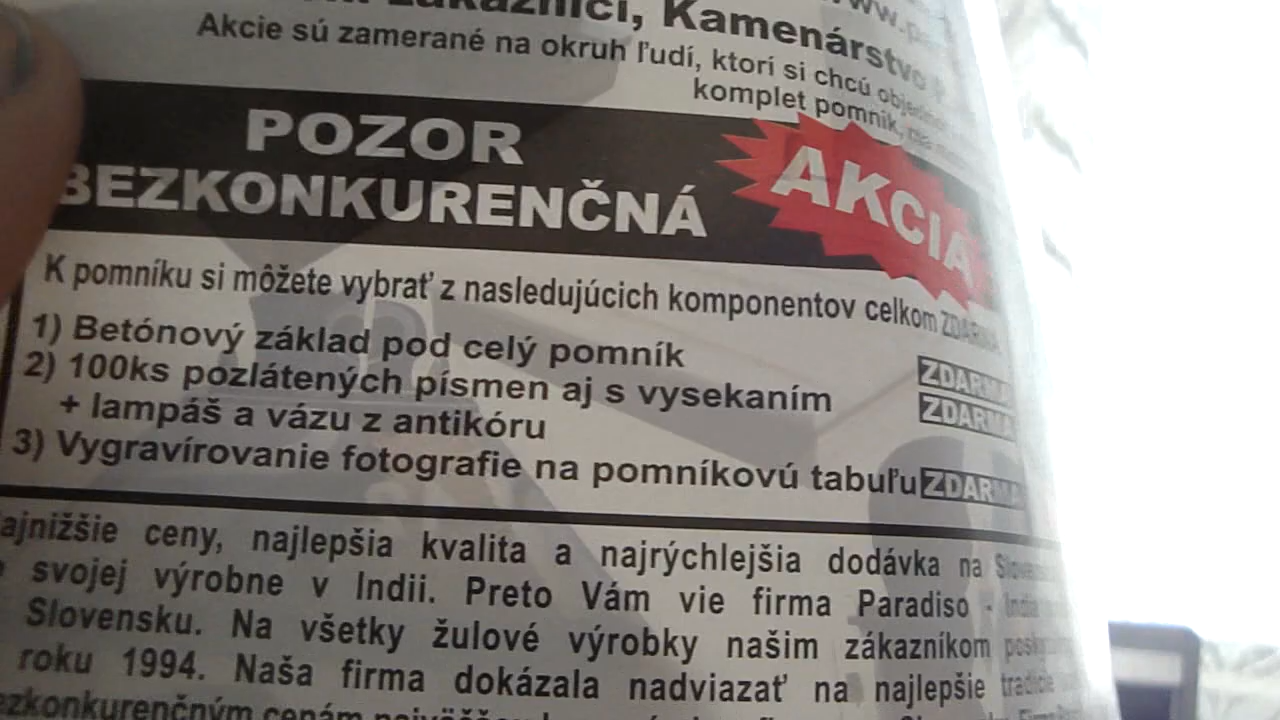 zákazníci, Kamenárstvo
Akcie sú zamerané na okruh ľudí, ktorí si chcú
komplet pomník,
POZOR
BEZKONKURENČNÁ
AKCIA
K pomníku si môžete vybrať z nasledujúcich komponentov celkom ZDARMA
1) Betónový základ pod celý pomník ZDARMA
2) 100ks pozlátených písmen aj s vysekaním ZDARMA
+ lampáš a vázu z antikóru
3) Vygravírovanie fotografie na pomníkovú tabuľu ZDARMA
ajnižšie ceny, najlepšia kvalita a najrýchlejšia dodávka na
svojej výrobne v Indii. Preto Vám vie firma Paradiso - India
Slovensku. Na všetky žulové výrobky našim zákazníkom
roku 1994. Naša firma dokázala nadviazať na najlepšie tradície